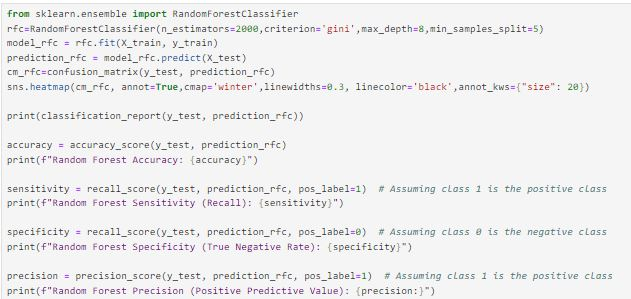 from sklearn.ensemble import RandomForestClassifier
rfc=RandomForestClassifier(n_estimators=2000,criterion='gini',max_depth=8,min_samples_split=5)
model_rfc = rfc.fit(X_train, y_train)
prediction_rfc = model_rfc.predict(X_test)
cm_rfc=confusion_matrix(y_test, prediction_rfc)
sns.heatmap(cm_rfc, annot=True,cmap='winter',linewidths=0.3, linecolor='black',annot_kws={"size": 20})
print(classification_report(y_test, prediction_rfc))
accuracy = accuracy_score(y_test, prediction_rfc)
print(f"Random Forest Accuracy: {accuracy}")
sensitivity = recall_score(y_test, prediction_rfc, pos_label=1)  # Assuming class 1 is the positive class
print(f"Random Forest Sensitivity (Recall): {sensitivity}")
specificity = recall_score(y_test, prediction_rfc, pos_label=0)  # Assuming class 0 is the negative class
print(f"Random Forest Specificity (True Negative Rate): {specificity}")
precision = precision_score(y_test, prediction_rfc, pos_label=1)  # Assuming class 1 is the positive class
print(f"Random Forest Precision (Positive Predictive Value): {precision:}")